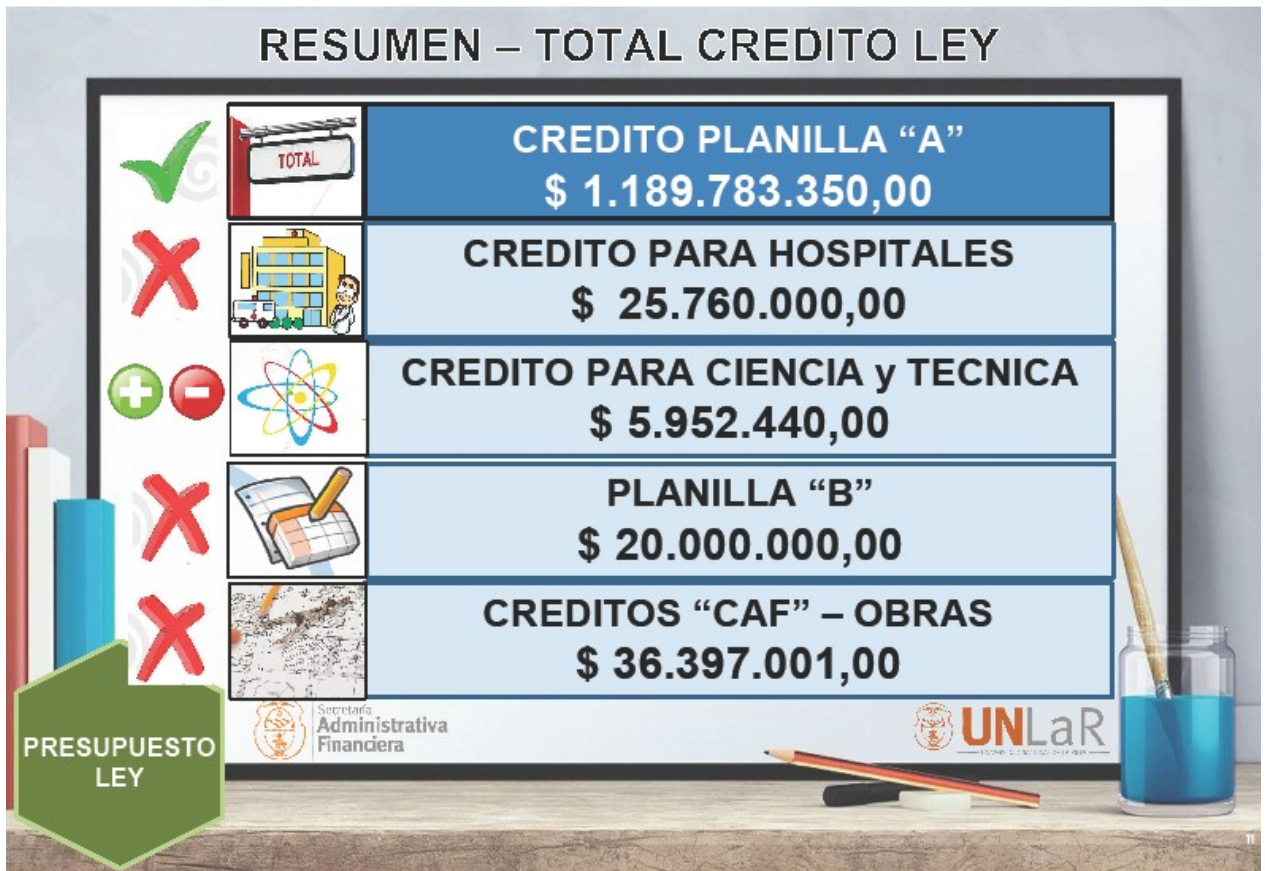 RESUMEN – TOTAL CREDITO LEY
TOTAL
CREDITO PLANILLA “A”
$ 1.189.783.350,00
CREDITO PARA HOSPITALES
$ 25.760.000,00
CREDITO PARA CIENCIA y TECNICA
$ 5.952.440,00
PLANILLA “B”
$ 20.000.000,00
CREDITOS “CAF” – OBRAS
$ 36.397.001,00
PRESUPUESTO
LEY
Secretaría
Administrativa
Financiera
UNLaR
11